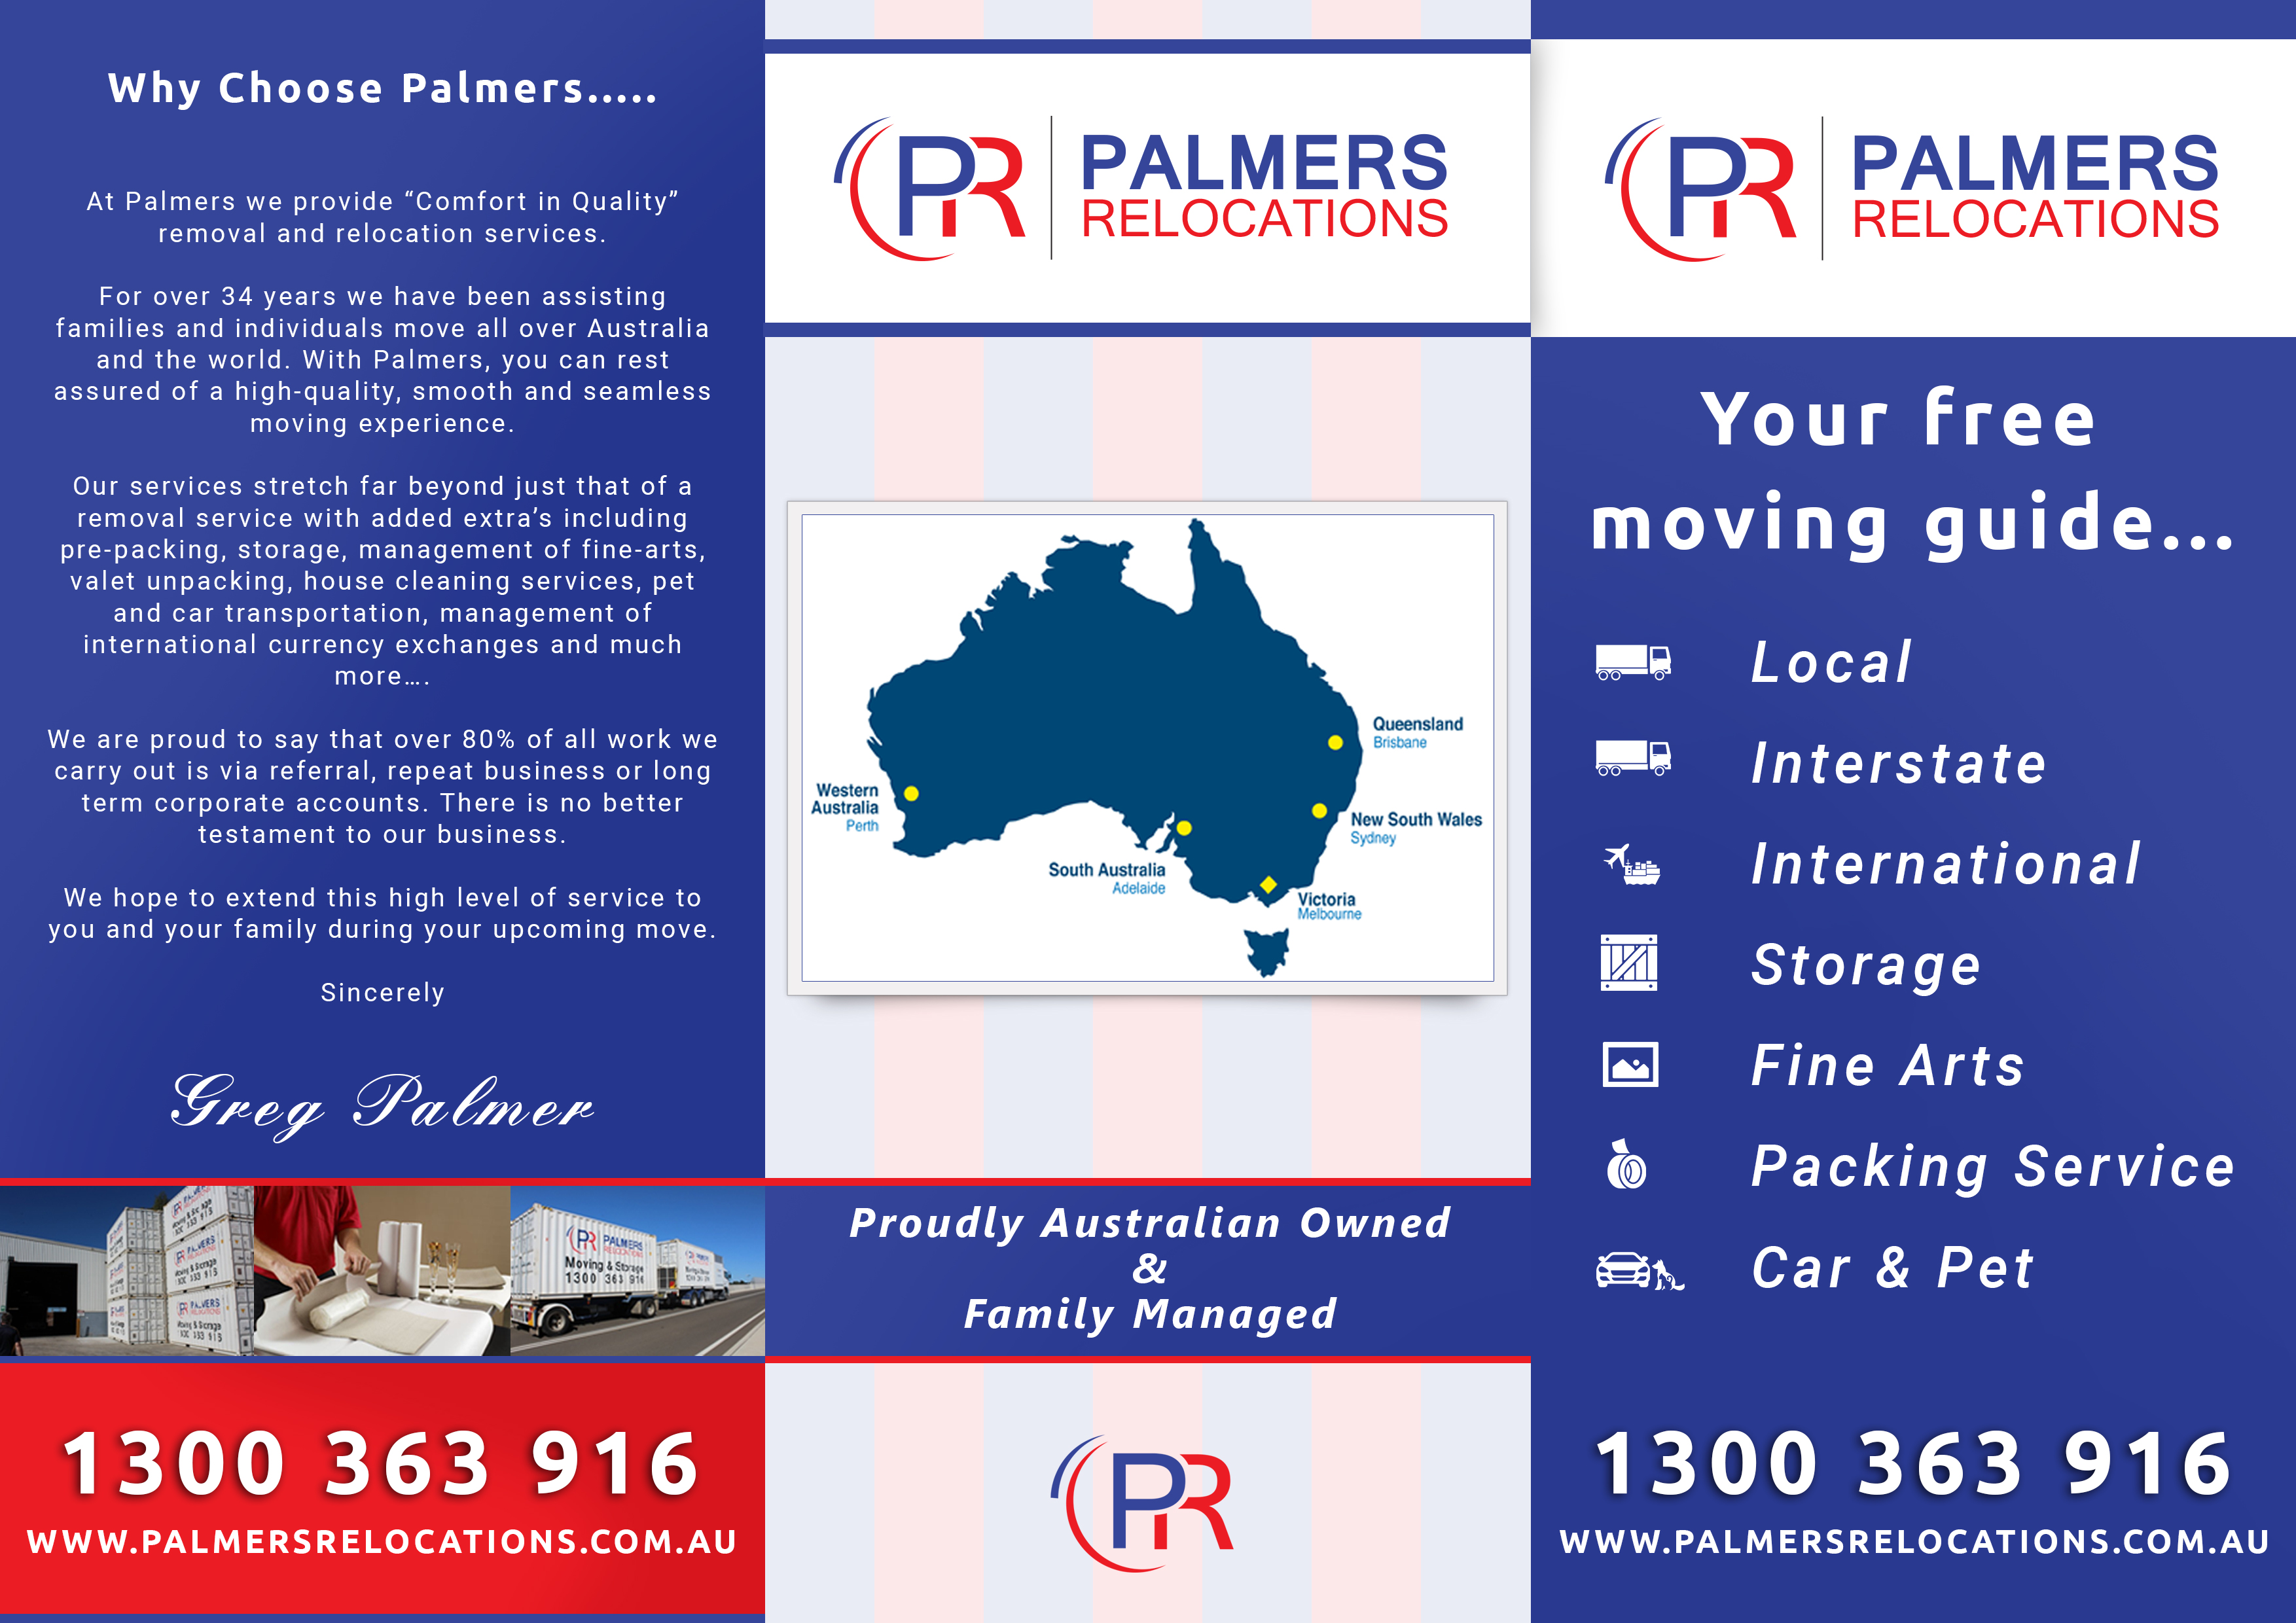 Why Choose Palmers.....
At Palmers we provide “Comfort in Quality”
removal and relocation services.
For over 34 years we have been assisting
families and individuals move all over Australia
and the world. With Palmers, you can rest
assured of a high-quality, smooth and seamless
moving experience.
Our services stretch far beyond just that of a
removal service with added extra’s including
pre-packing, storage, management of fine-arts,
valet unpacking, house cleaning services, pet
and car transportation, management of
international currency exchanges and much
more....
We are proud to say that over 80% of all work we
carry out is via referral, repeat business or long
term corporate accounts. There is no better
testament to our business.
We hope to extend this high level of service to
you and your family during your upcoming move.
Sincerely
Greg Palmer
PR PALMERS
RELOCATIONS
Moving & Storage
1300 363 916
1300 363 916
WWW.PALMERSRELOCATIONS.COM.AU
PR
PALMERS
RELOCATIONS
Queensland
Brisbane
Western
Australia
Perth
New South Wales
Sydney
South Australia
Adelaide
Victoria
Melbourne
Proudly Australian Owned
&
Family Managed
PR
PR
PALMERS
RELOCATIONS
Your free
moving guide...
Local
Interstate
International
Storage
Fine Arts
Packing Service
Car & Pet
1300 363 916
WWW.PALMERSRELOCATIONS.COM.AU